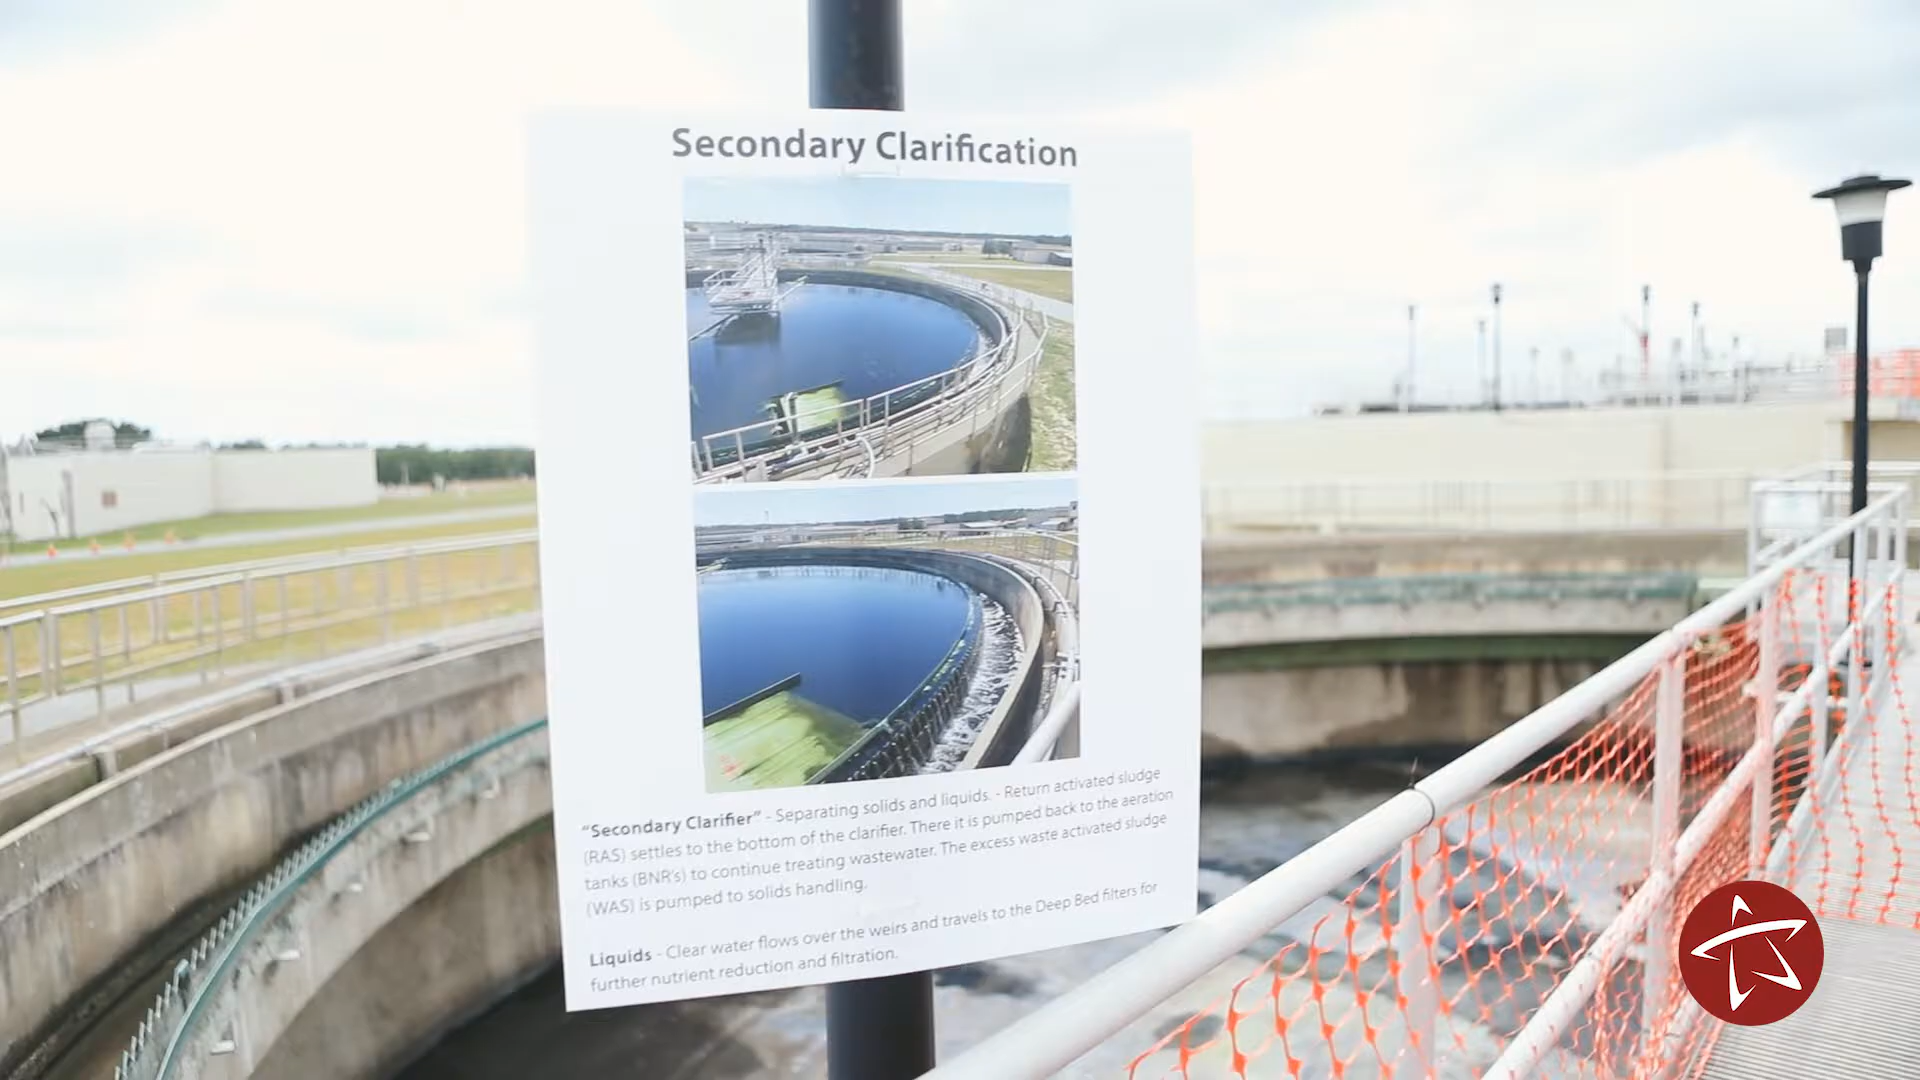 Secondary Clarification
“Secondary Clarifier” - Separating solids and liquids. - Return activated sludge
(RAS) settles to the bottom of the clarifier. There it is pumped back to the aeration
tanks (BNR's) to continue treating wastewater. The excess waste activated sludge
(WAS) is pumped to solids handling.
Liquids - Clear water flows over the weirs and travels to the Deep Bed filters for
further nutrient reduction and filtration.